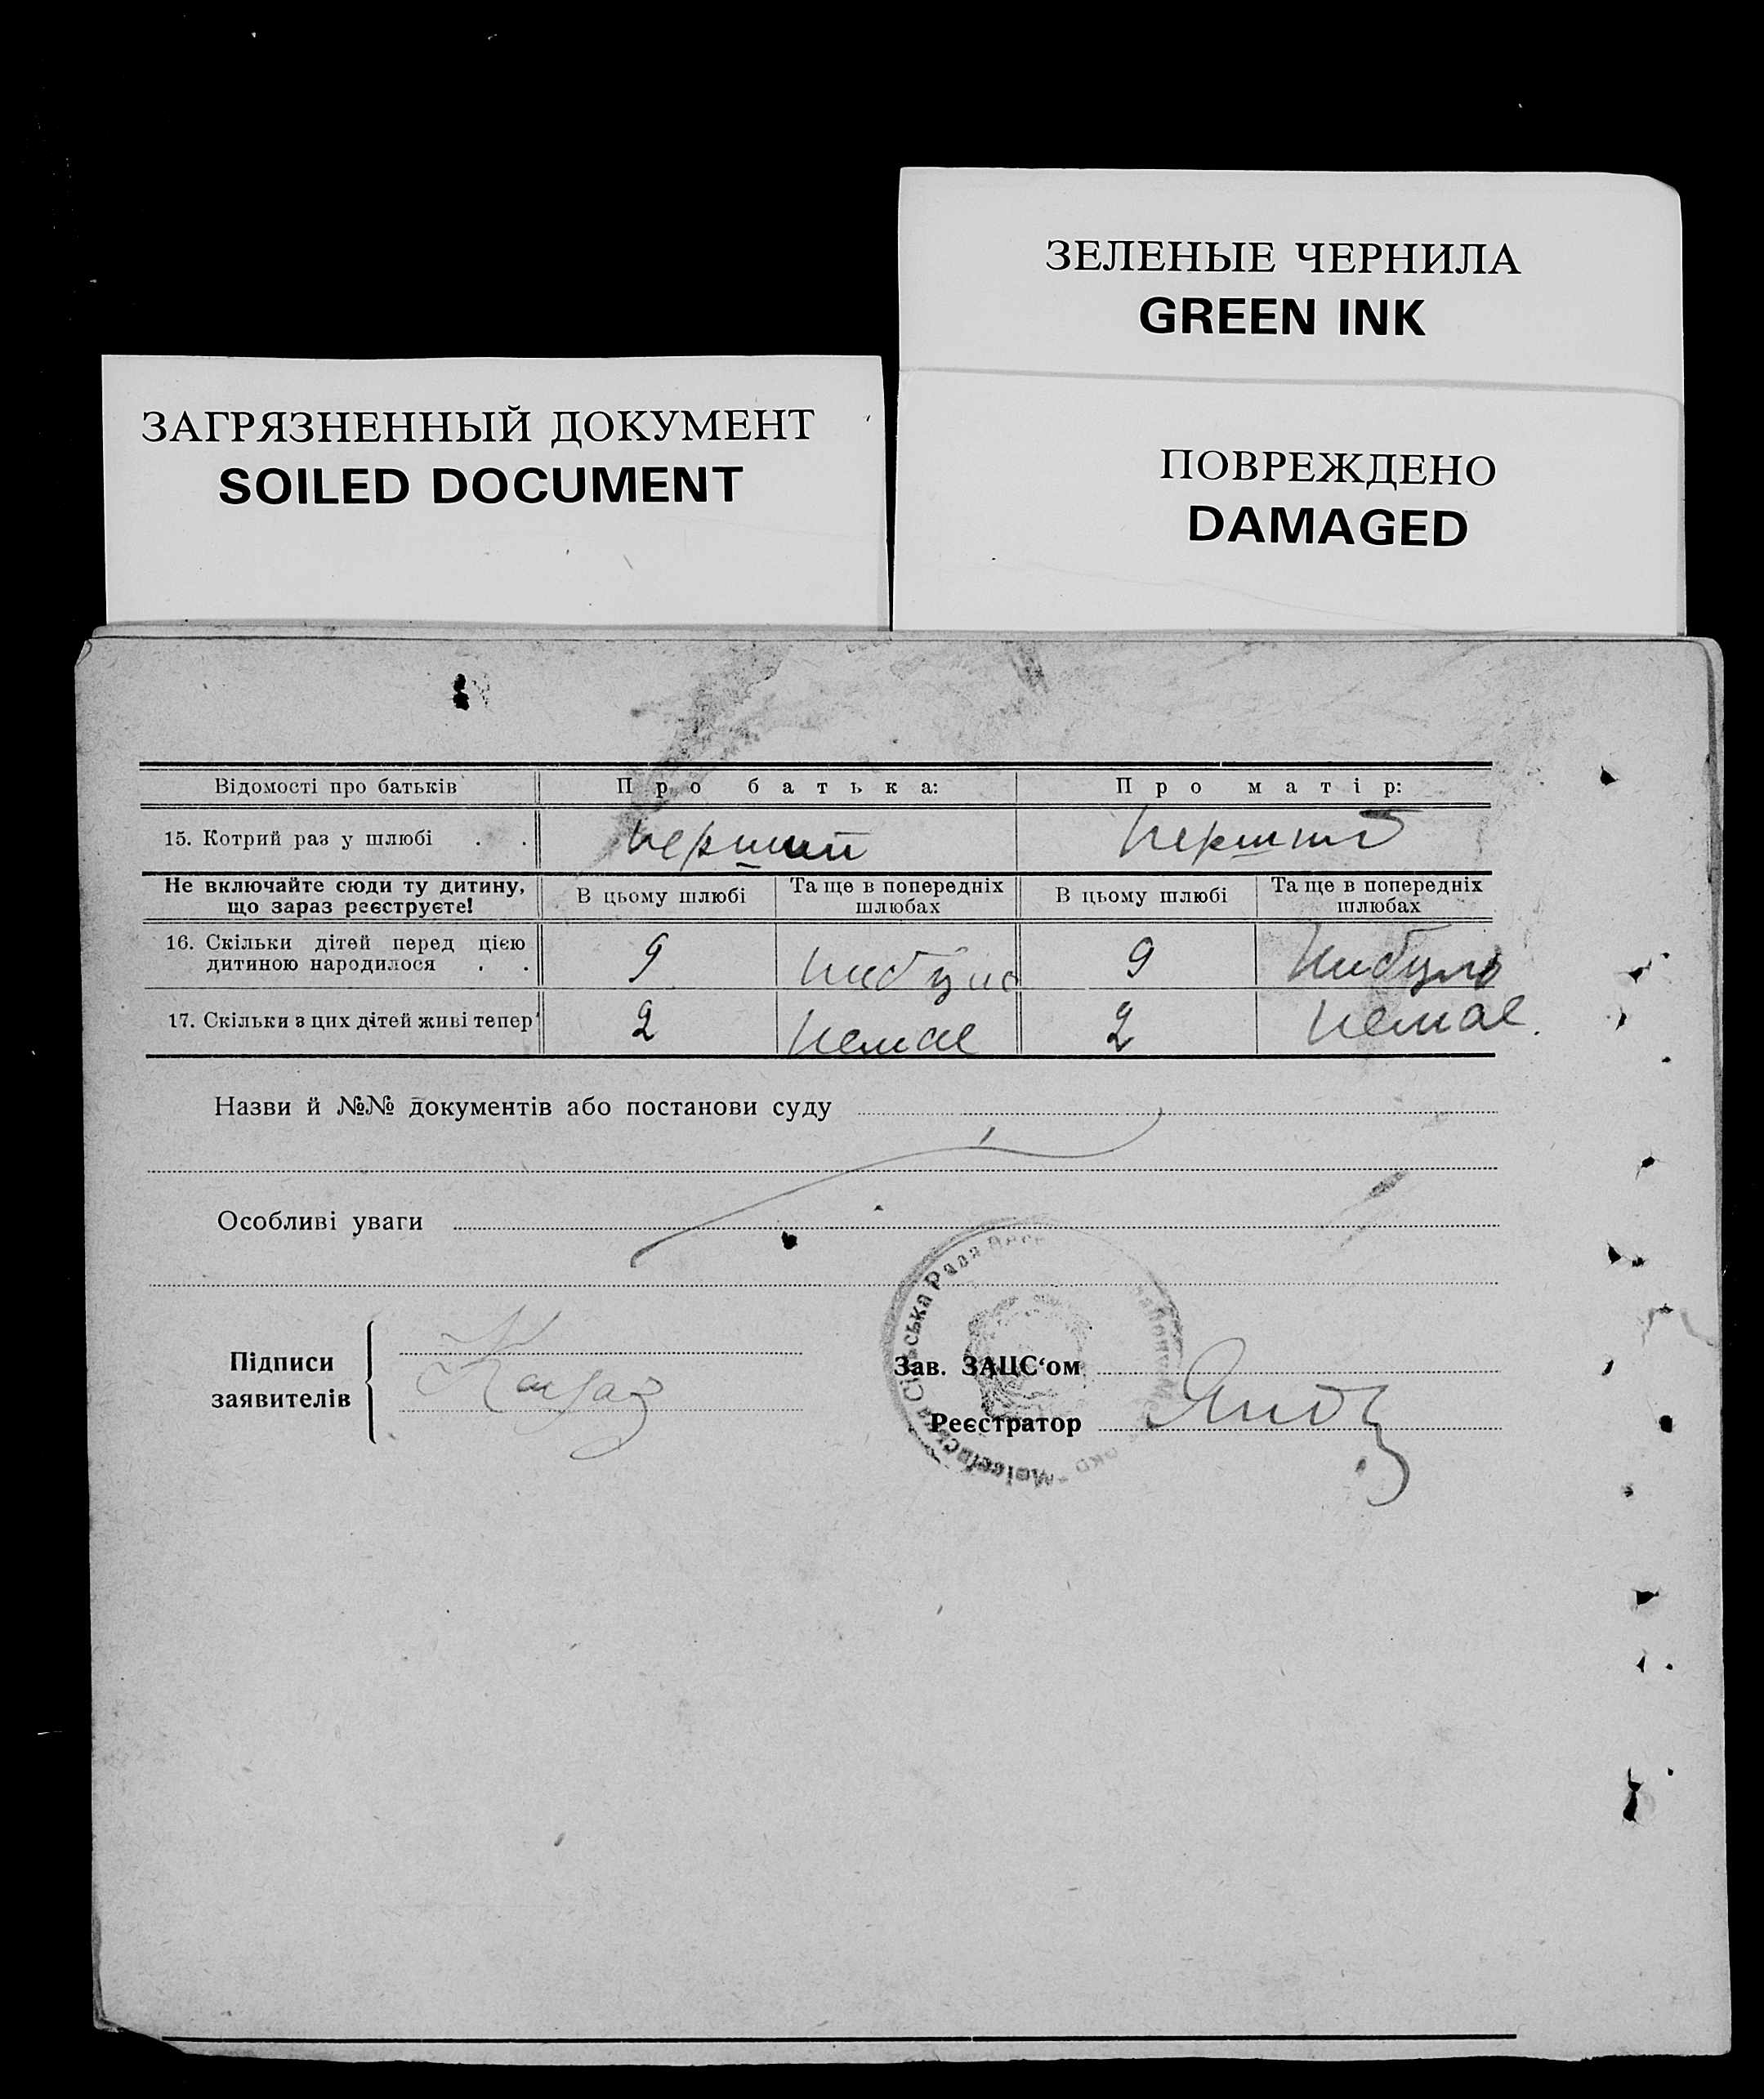 ЗЕЛЕНЫЕ ЧЕРНИЛА
GREEN INK
ЗАГРЯЗНЕННЫЙ ДОКУМЕНТ
SOILED DOCUMENT
ПОВРЕЖДЕНО
DAMAGED
Відомості про батьків Про батька: Про матір:
15. Котрий раз у шлюбі . . перший перший
Не включайте сюди ту дитину, що зараз реєструєте! В цьому шлюбі Та ще в попередніх шлюбах В цьому шлюбі Та ще в попередніх шлюбах
16. Скільки дітей перед цією
дитиною народилося . . 9 нибуло 9 нибуло
17. Скільки з цих дітей живі тепер 2 немає 2 немає.
Назви й №№ документів або постанови суду
Особливі уваги
Підписи
заявителів
Зав. ЗАЦС‘ом
Реєстратор
Сільська Рада